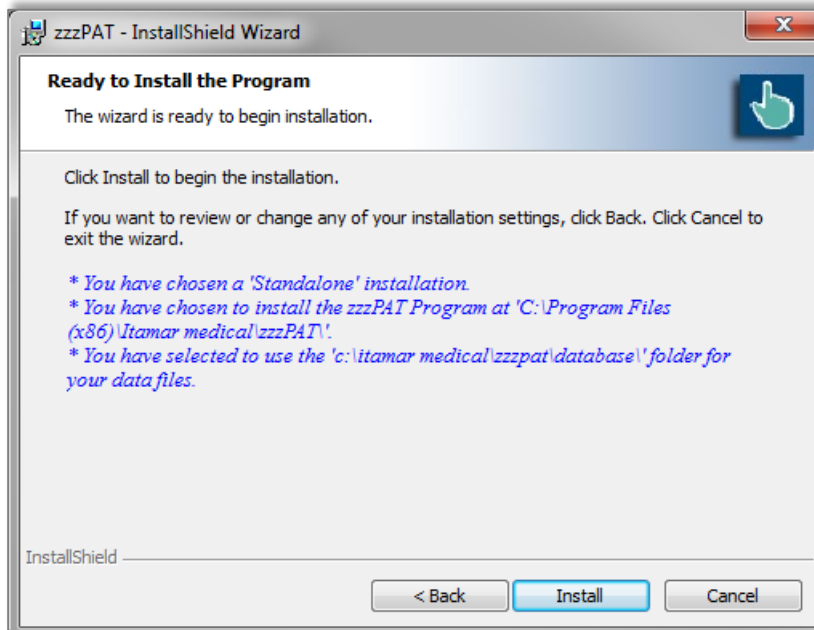 zzzPAT - InstallShield Wizard
Ready to Install the Program
The wizard is ready to begin installation.
Click Install to begin the installation.
If you want to review or change any of your installation settings, click Back. Click Cancel to
exit the wizard.
* You have chosen a 'Standalone' installation.
* You have chosen to install the zzzPAT Program at 'C:\Program Files
(x86)\Itamar medical\zzzPAT\'.
* You have selected to use the 'c:\itamar medical\zzzpat\database\' folder for
your data files.
InstallShield
< Back
Install
Cancel